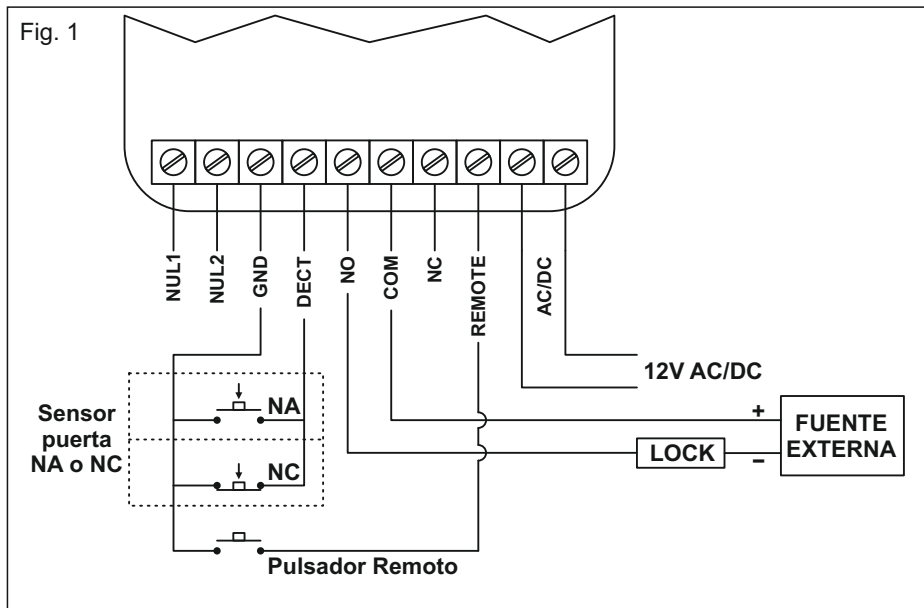 Fig. 1
NUL1
NUL2
GND
DECT
NO
COM
NC
REMOTE
AC/DC
12V AC/DC
Sensor
puerta
NA o NC
NA
NC
+
FUENTE
EXTERNA
LOCK
–
Pulsador Remoto